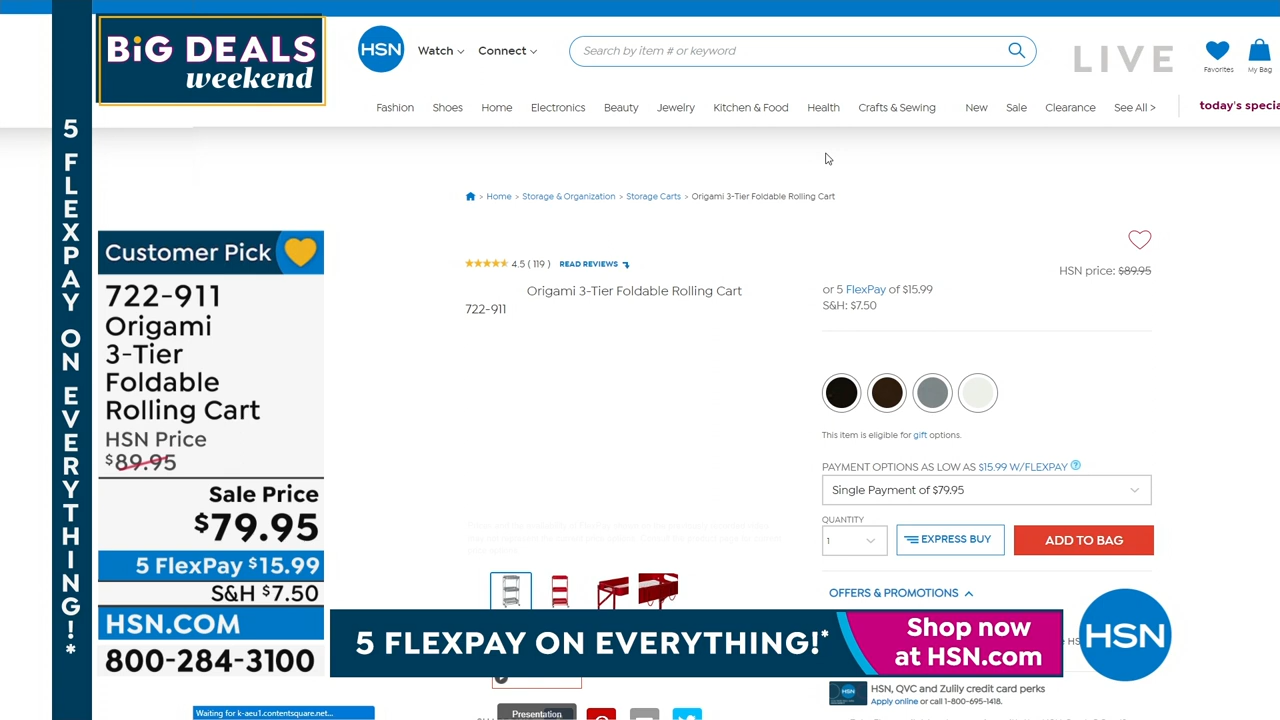 BiG DEALS
weekend
5 FLEXPAY ON EVERYTHING!*
HSN
Watch
Connect
Search by item # or keyword
LIVE
Favorites
My Bag
Fashion
Shoes
Home
Electronics
Beauty
Jewelry
Kitchen & Food
Health
Crafts & Sewing
New
Sale
Clearance
See All >
today's specia
> Home > Storage & Organization > Storage Carts > Origami 3-Tier Foldable Rolling Cart
Customer Pick
722-911
Origami
3-Tier
Foldable
Rolling Cart
HSN Price
$89.95
Sale Price
$79.95
5 FlexPay $15.99
S&H $7.50
HSN.COM
800-284-3100
4.5 ( 119 )
READ REVIEWS
Origami 3-Tier Foldable Rolling Cart
722-911
HSN price: $89.95
or 5 FlexPay of $15.99
S&H: $7.50
This item is eligible for gift options.
PAYMENT OPTIONS AS LOW AS $15.99 W/FLEXPAY ?
Single Payment of $79.95
QUANTITY
1
EXPRESS BUY
ADD TO BAG
OFFERS & PROMOTIONS
5 FLEXPAY ON EVERYTHING!*
Shop now
at HSN.com
HSN
HSN, QVC and Zulily credit card perks
Apply online or call 1-800-695-1418.
Waiting for k-aeu1.contentsquare.net...
Presentation